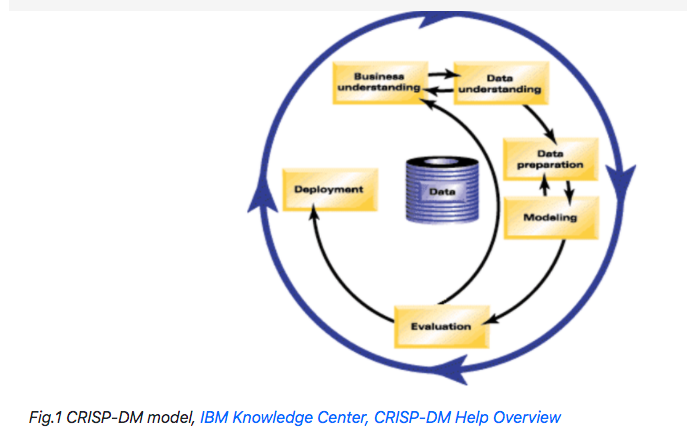 Business
understanding
Data
understanding
Data
preparation
Deployment
Data
Modeling
Evaluation
Fig.1 CRISP-DM model, IBM Knowledge Center, CRISP-DM Help Overview